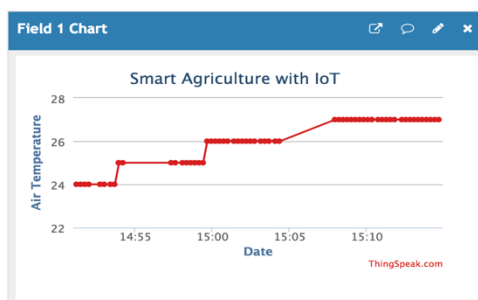 Field 1 Chart
Smart Agriculture with IoT
Air Temperature
28
26
24
22
14:55 15:00 15:05 15:10
Date
ThingSpeak.com